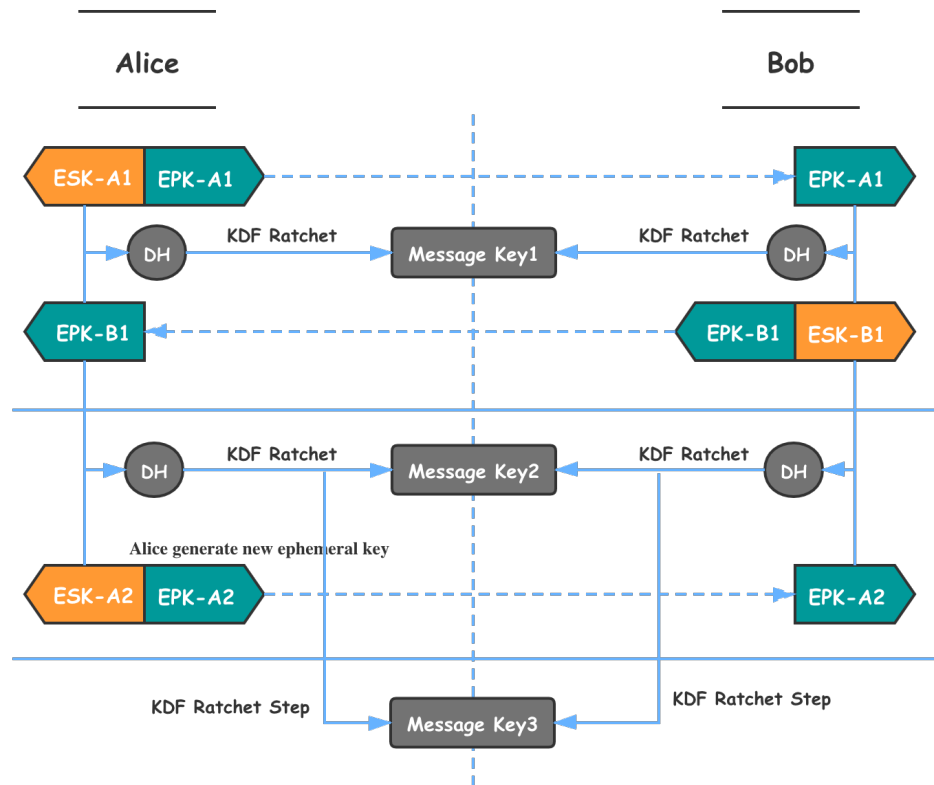 Alice
Bob
ESK-A1 EPK-A1
EPK-A1
DH
KDF Ratchet
Message Key1
KDF Ratchet
DH
EPK-B1
EPK-B1 ESK-B1
DH
KDF Ratchet
Message Key2
KDF Ratchet
DH
Alice generate new ephemeral key
ESK-A2 EPK-A2
EPK-A2
KDF Ratchet Step
Message Key3
KDF Ratchet Step